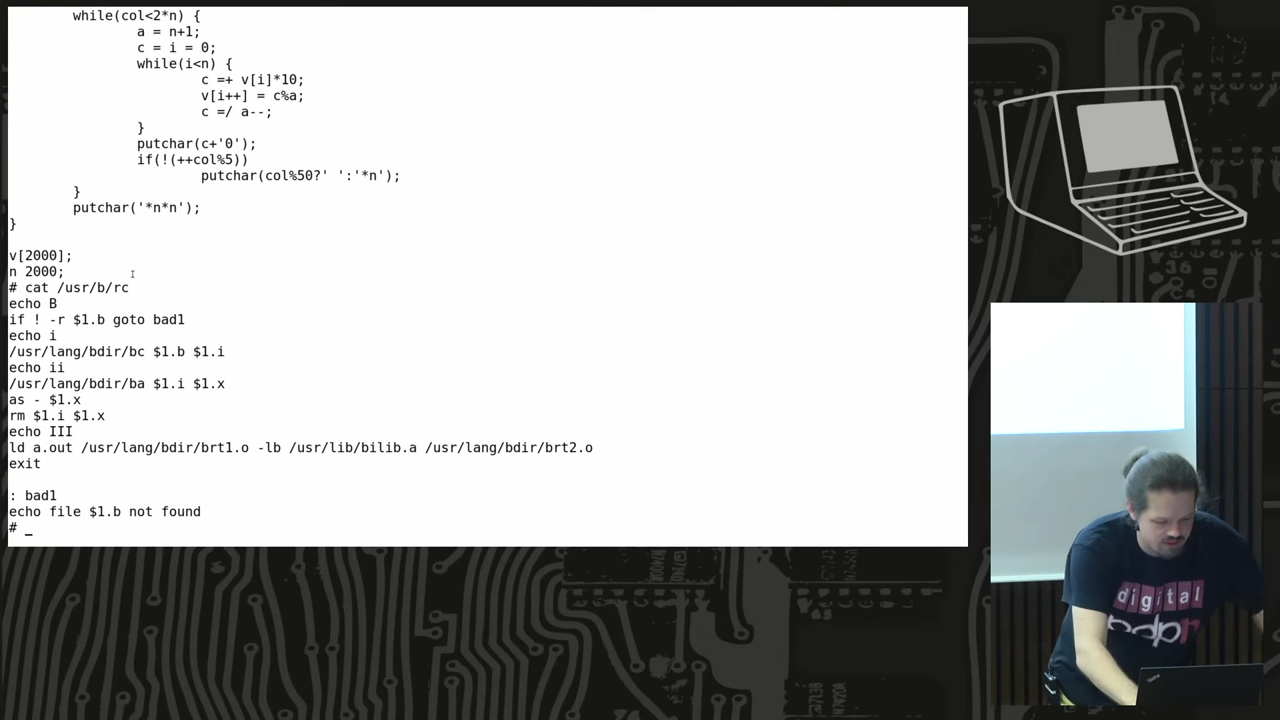 while(col<2*n) {
a = n+1;
c = i = 0;
while(i<n) {
c =+ v[i]*10;
v[i++] = c%a;
c =/ a--;
}
putchar(c+'0');
if(!(++col%5))
putchar(col%50?' ':'*n');
}
putchar('*n*n');
}
v[2000];
n 2000;
# cat /usr/b/rc
echo B
if ! -r $1.b goto bad1
echo i
/usr/lang/bdir/bc $1.b $1.i
echo ii
/usr/lang/bdir/ba $1.i $1.x
as - $1.x
rm $1.i $1.x
echo III
ld a.out /usr/lang/bdir/brt1.o -lb /usr/lib/bilib.a /usr/lang/bdir/brt2.o
exit
: bad1
echo file $1.b not found
# _
digital